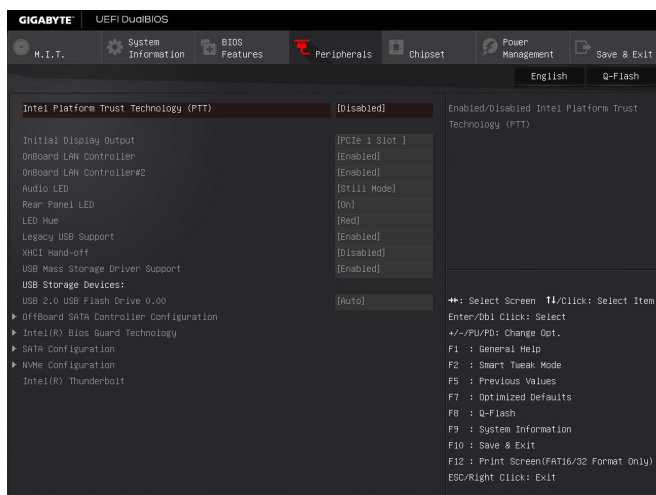 GIGABYTE™ UEFI DualBIOS
M.I.T. System Information BIOS Features Peripherals Chipset Power Management Save & Exit
English Q-Flash
Intel Platform Trust Technology (PTT) [Disabled]
Initial Display Output [PCIe 1 Slot ]
OnBoard LAN Controller [Enabled]
OnBoard LAN Controller#2 [Enabled]
Audio LED [Still Mode]
Rear Panel LED [On]
LED Hue [Red]
Legacy USB Support [Enabled]
XHCI Hand-off [Disabled]
USB Mass Storage Driver Support [Enabled]
USB Storage Devices:
USB 2.0 USB Flash Drive 0.00 [Auto]
OffBoard SATA Controller Configuration
Intel(R) Bios Guard Technology
SATA Configuration
NVMe Configuration
Intel(R) Thunderbolt
Enabled/Disabled Intel Platform Trust
Technology (PTT)
→←: Select Screen ↑↓/Click: Select Item
Enter/Dbl Click: Select
+/-/PU/PD: Change Opt.
F1 : General Help
F2 : Smart Tweak Mode
F5 : Previous Values
F7 : Optimized Defaults
F8 : Q-Flash
F9 : System Information
F10 : Save & Exit
F12 : Print Screen(FAT16/32 Format Only)
ESC/Right Click: Exit